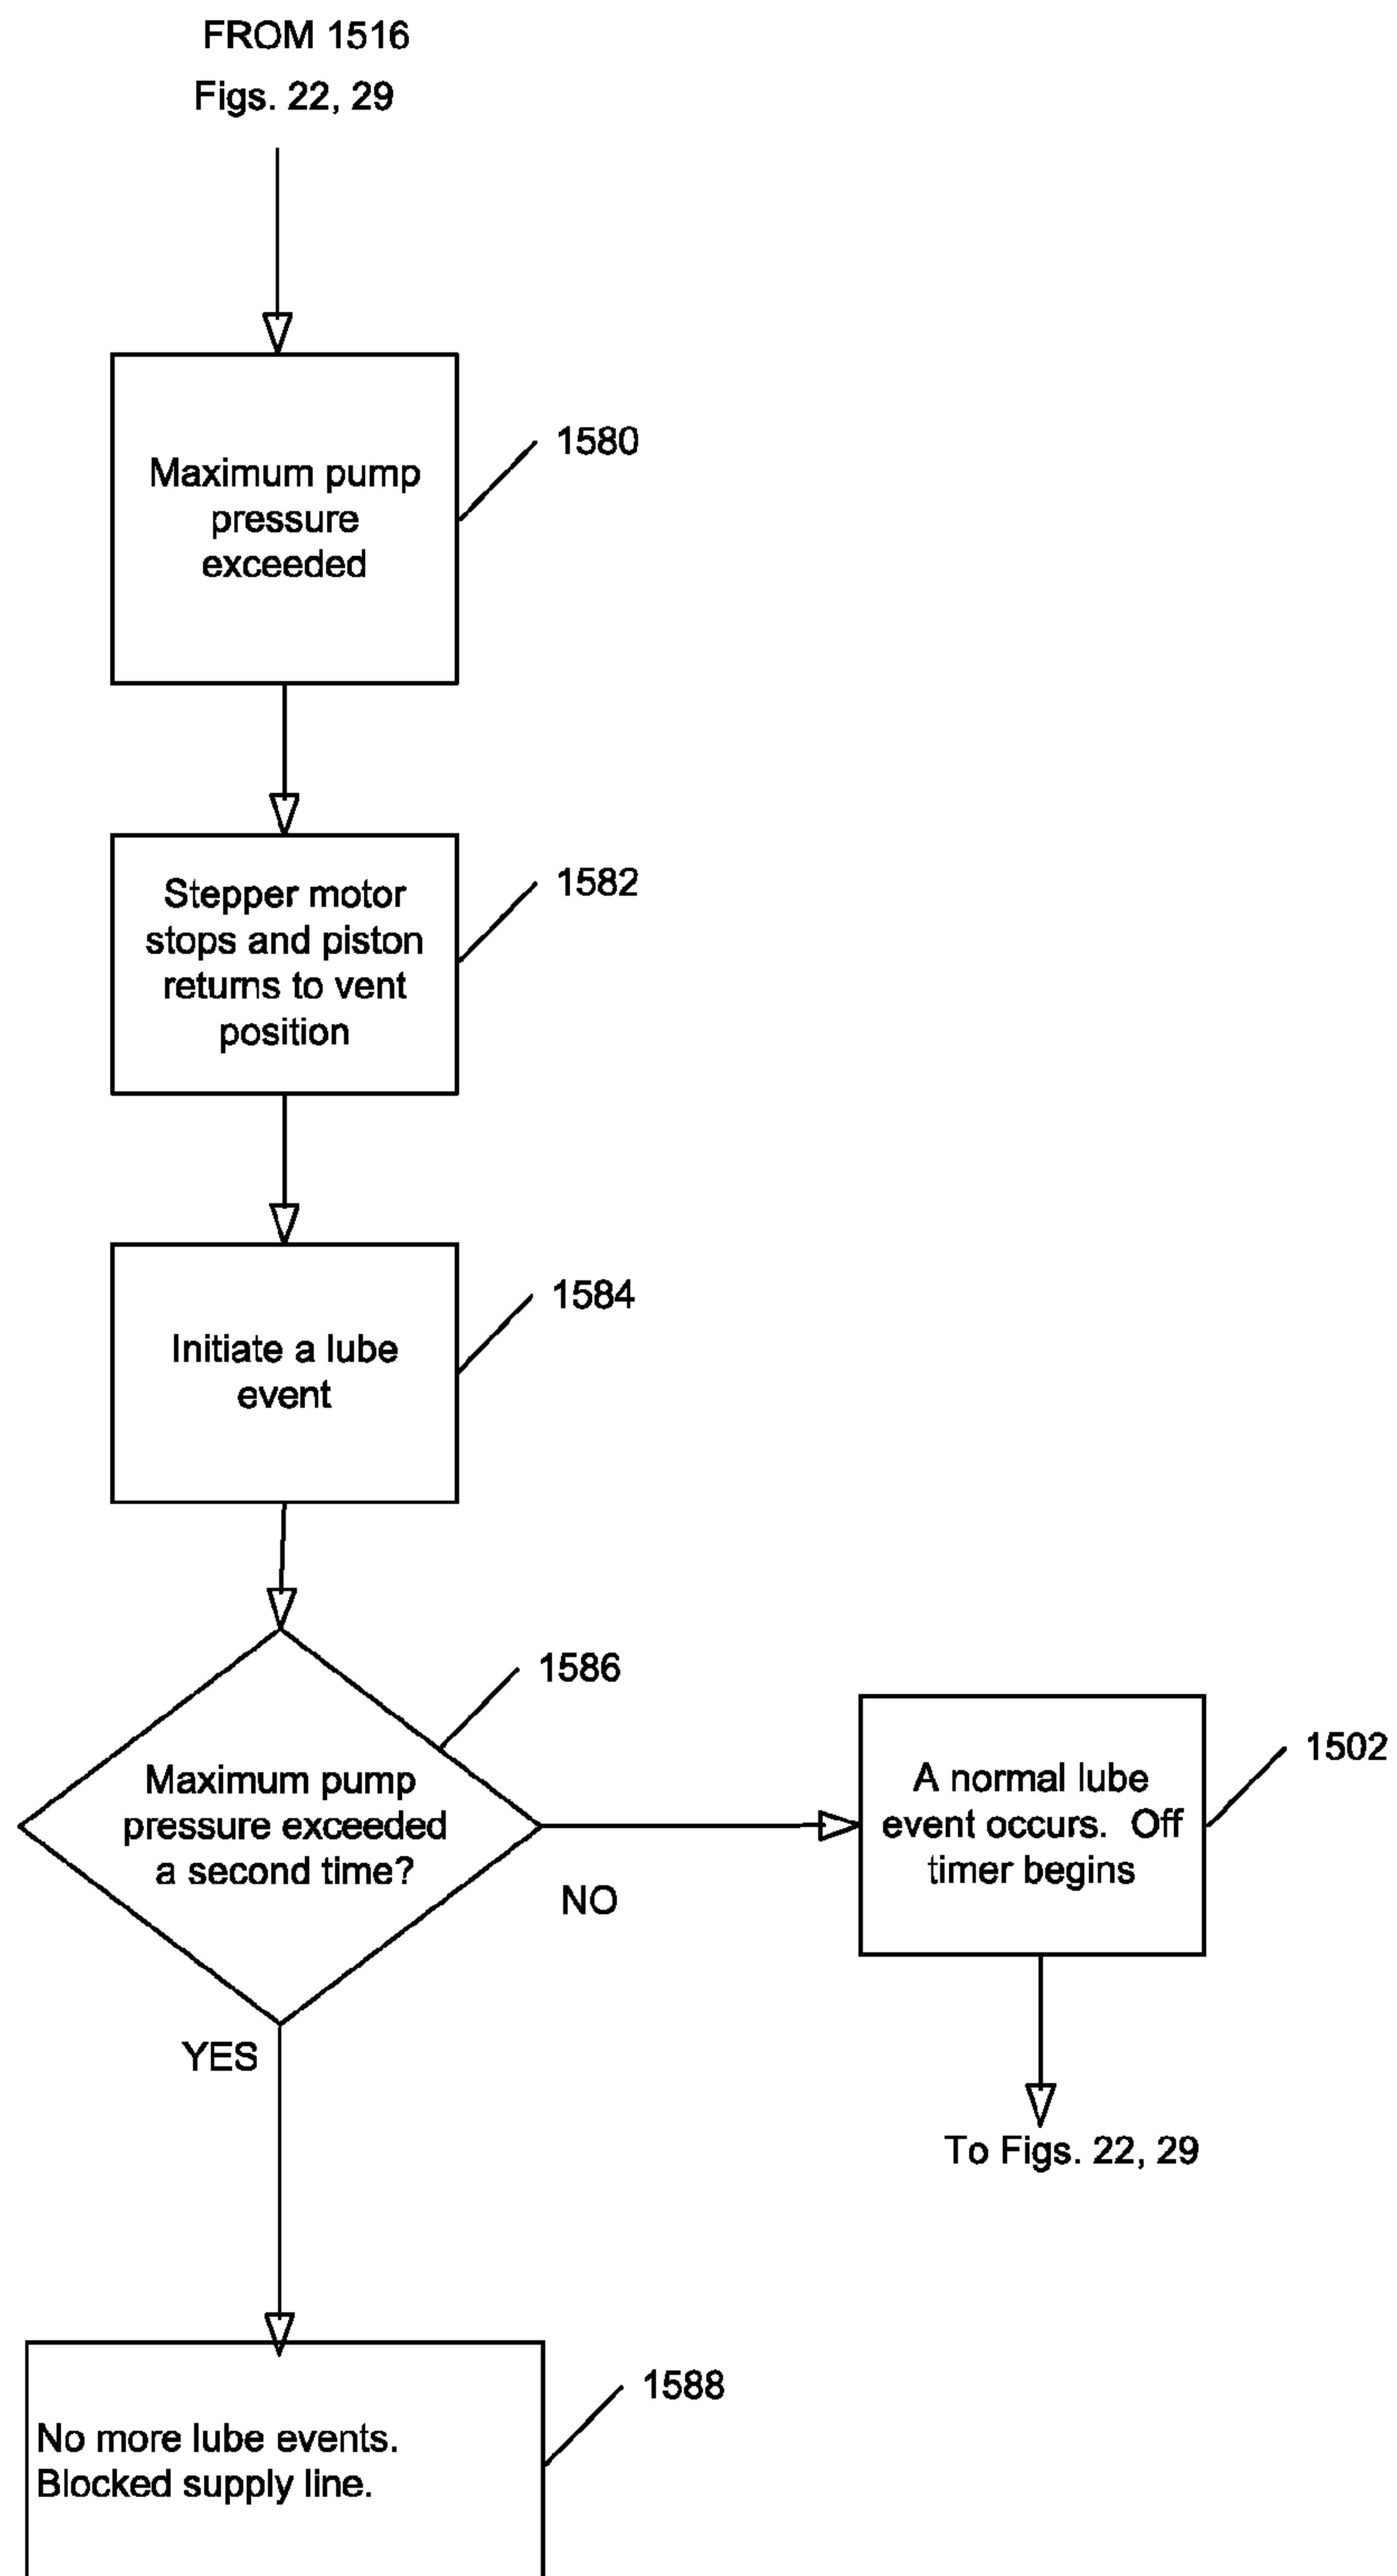 FROM 1516
Figs. 22, 29
1580
Maximum pump
pressure
exceeded
1582
Stepper motor
stops and piston
returns to vent
position
1584
Initiate a lube
event
1586
Maximum pump
pressure exceeded
a second time?
NO
YES
1502
A normal lube
event occurs.  Off
timer begins
To Figs. 22, 29
1588
No more lube events.
Blocked supply line.